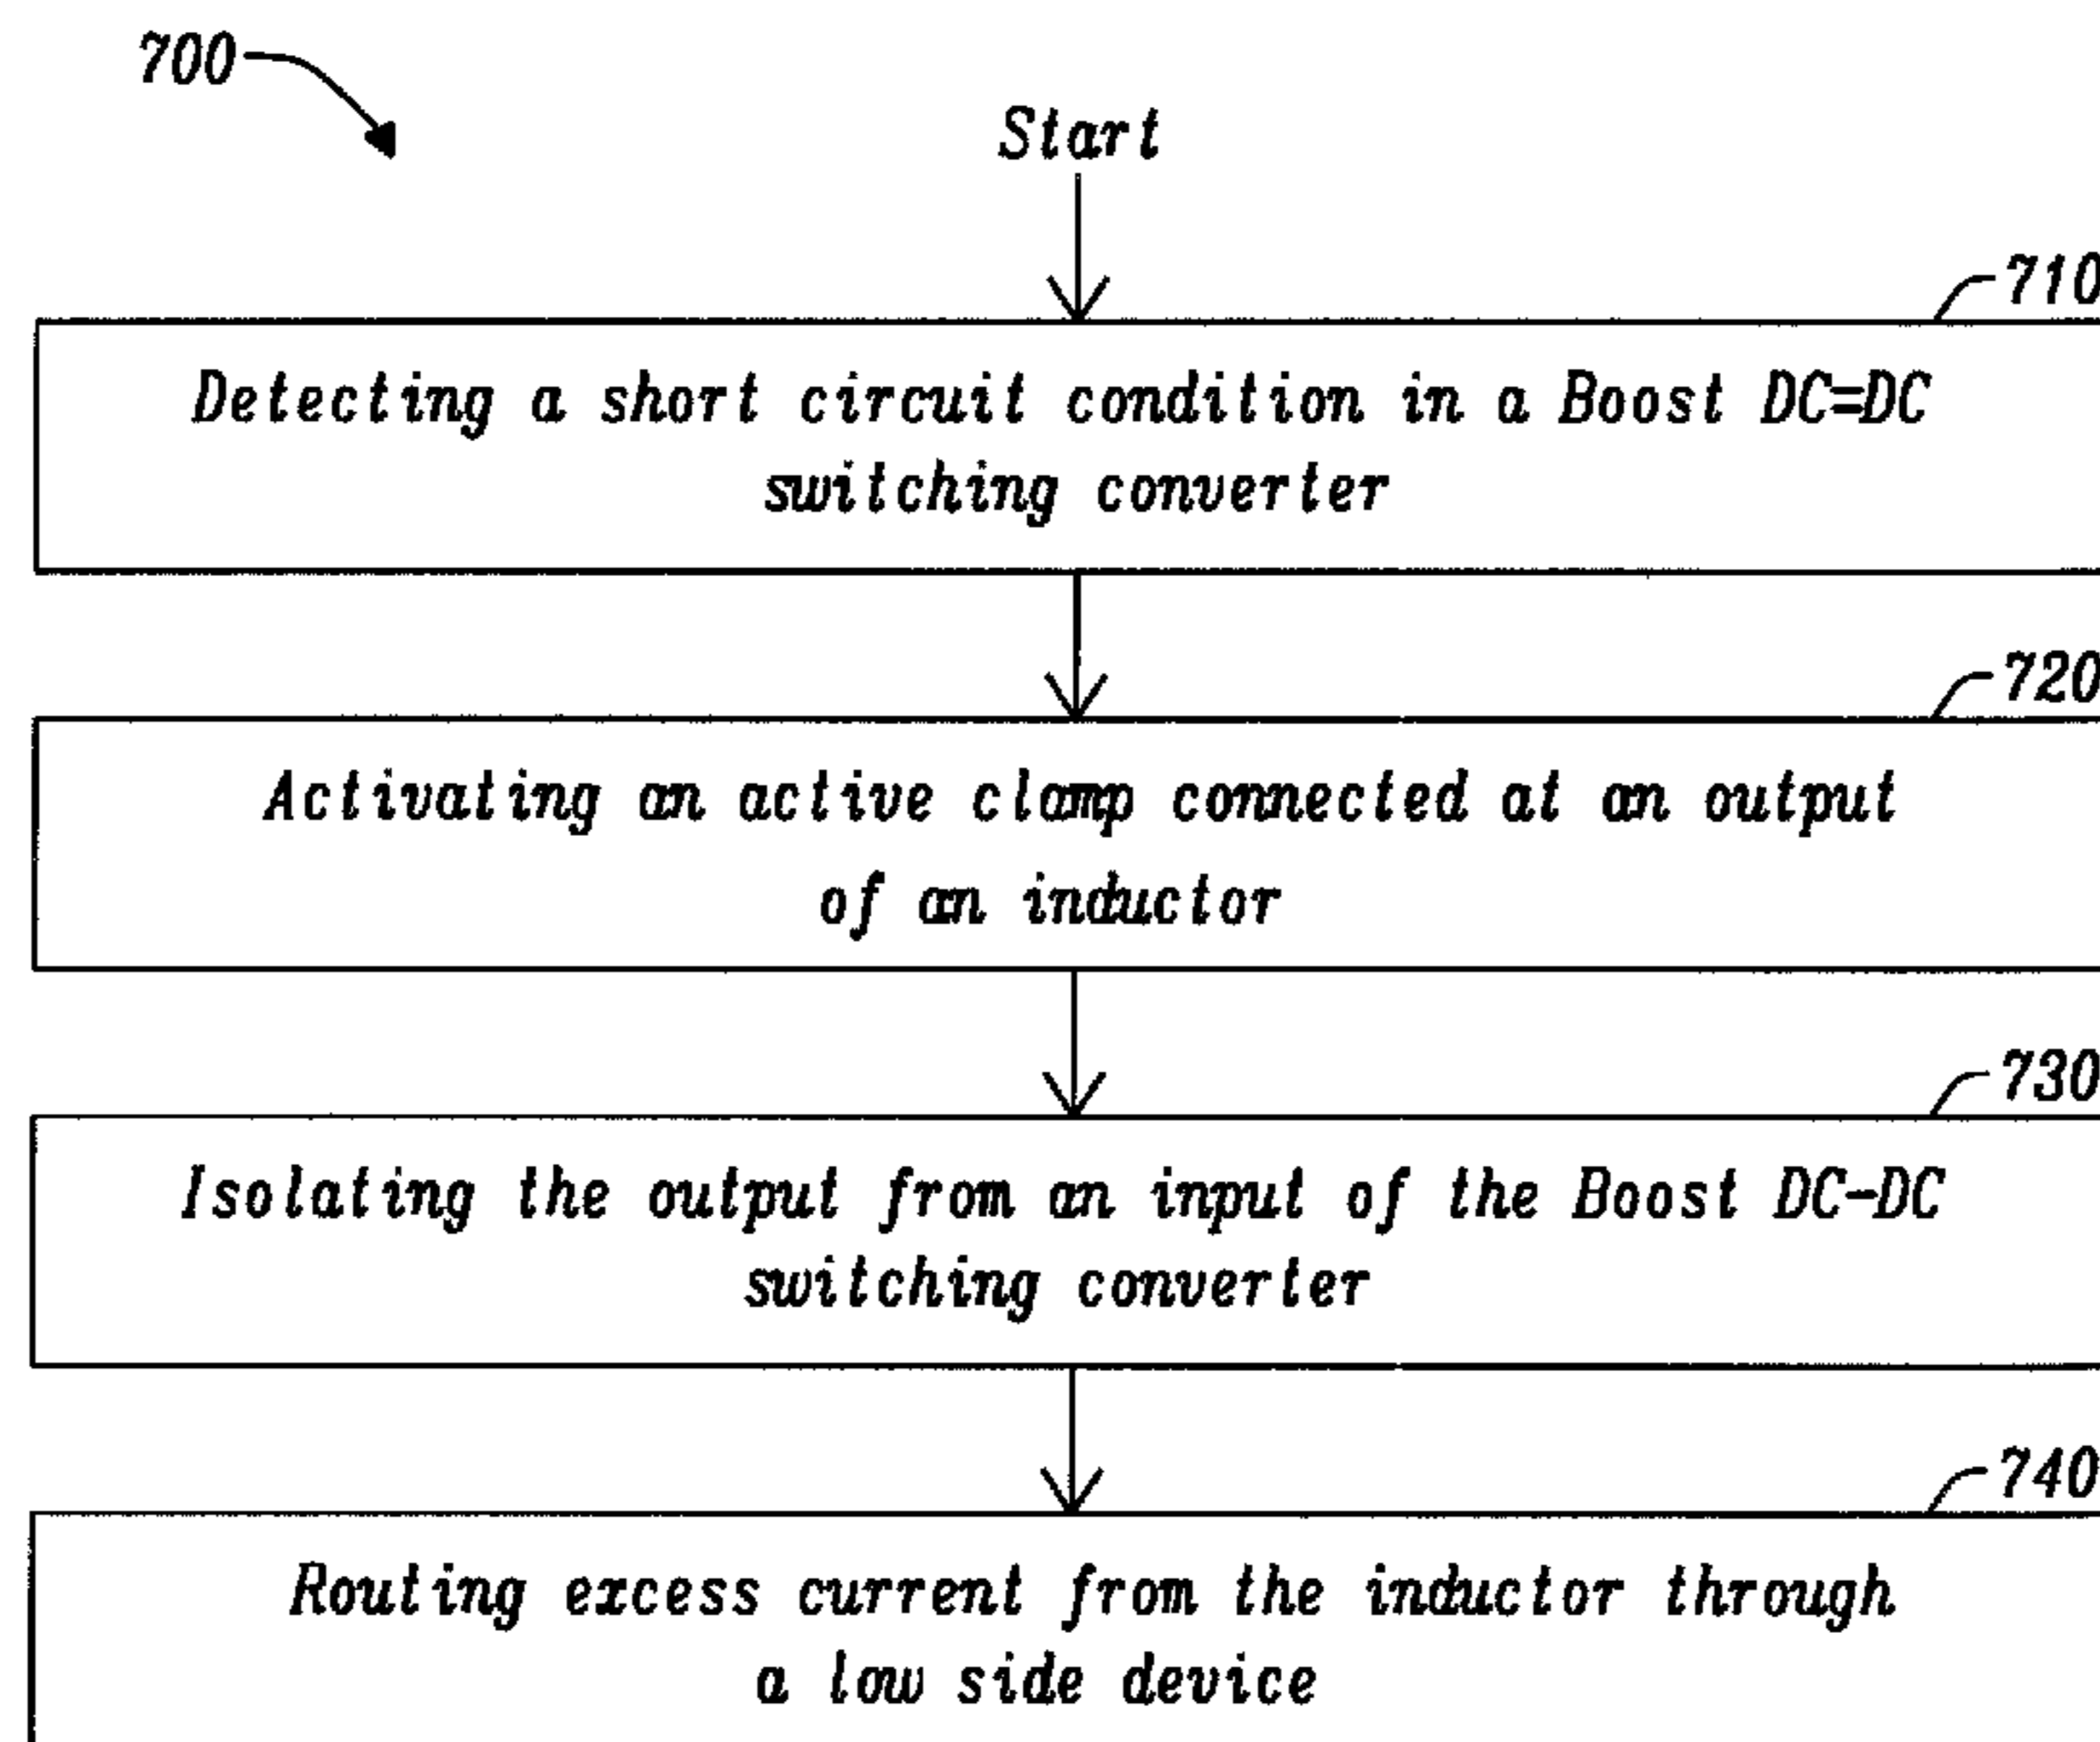 700
Start
710
Detecting a short circuit condition in a Boost DC=DC
switching converter
720
Activating an active clamp connected at an output
of an inductor
730
Isolating the output from an input of the Boost DC-DC
switching converter
740
Routing excess current from the inductor through
a low side device